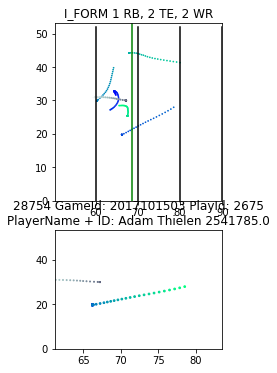 I_FORM 1 RB, 2 TE, 2 WR
50
40
30
20
10
0
60 70 80 90
28754 GameId: 2017101503 PlayId: 2675
PlayerName + ID: Adam Thielen 2541785.0
40
20
0
65 70 75 80